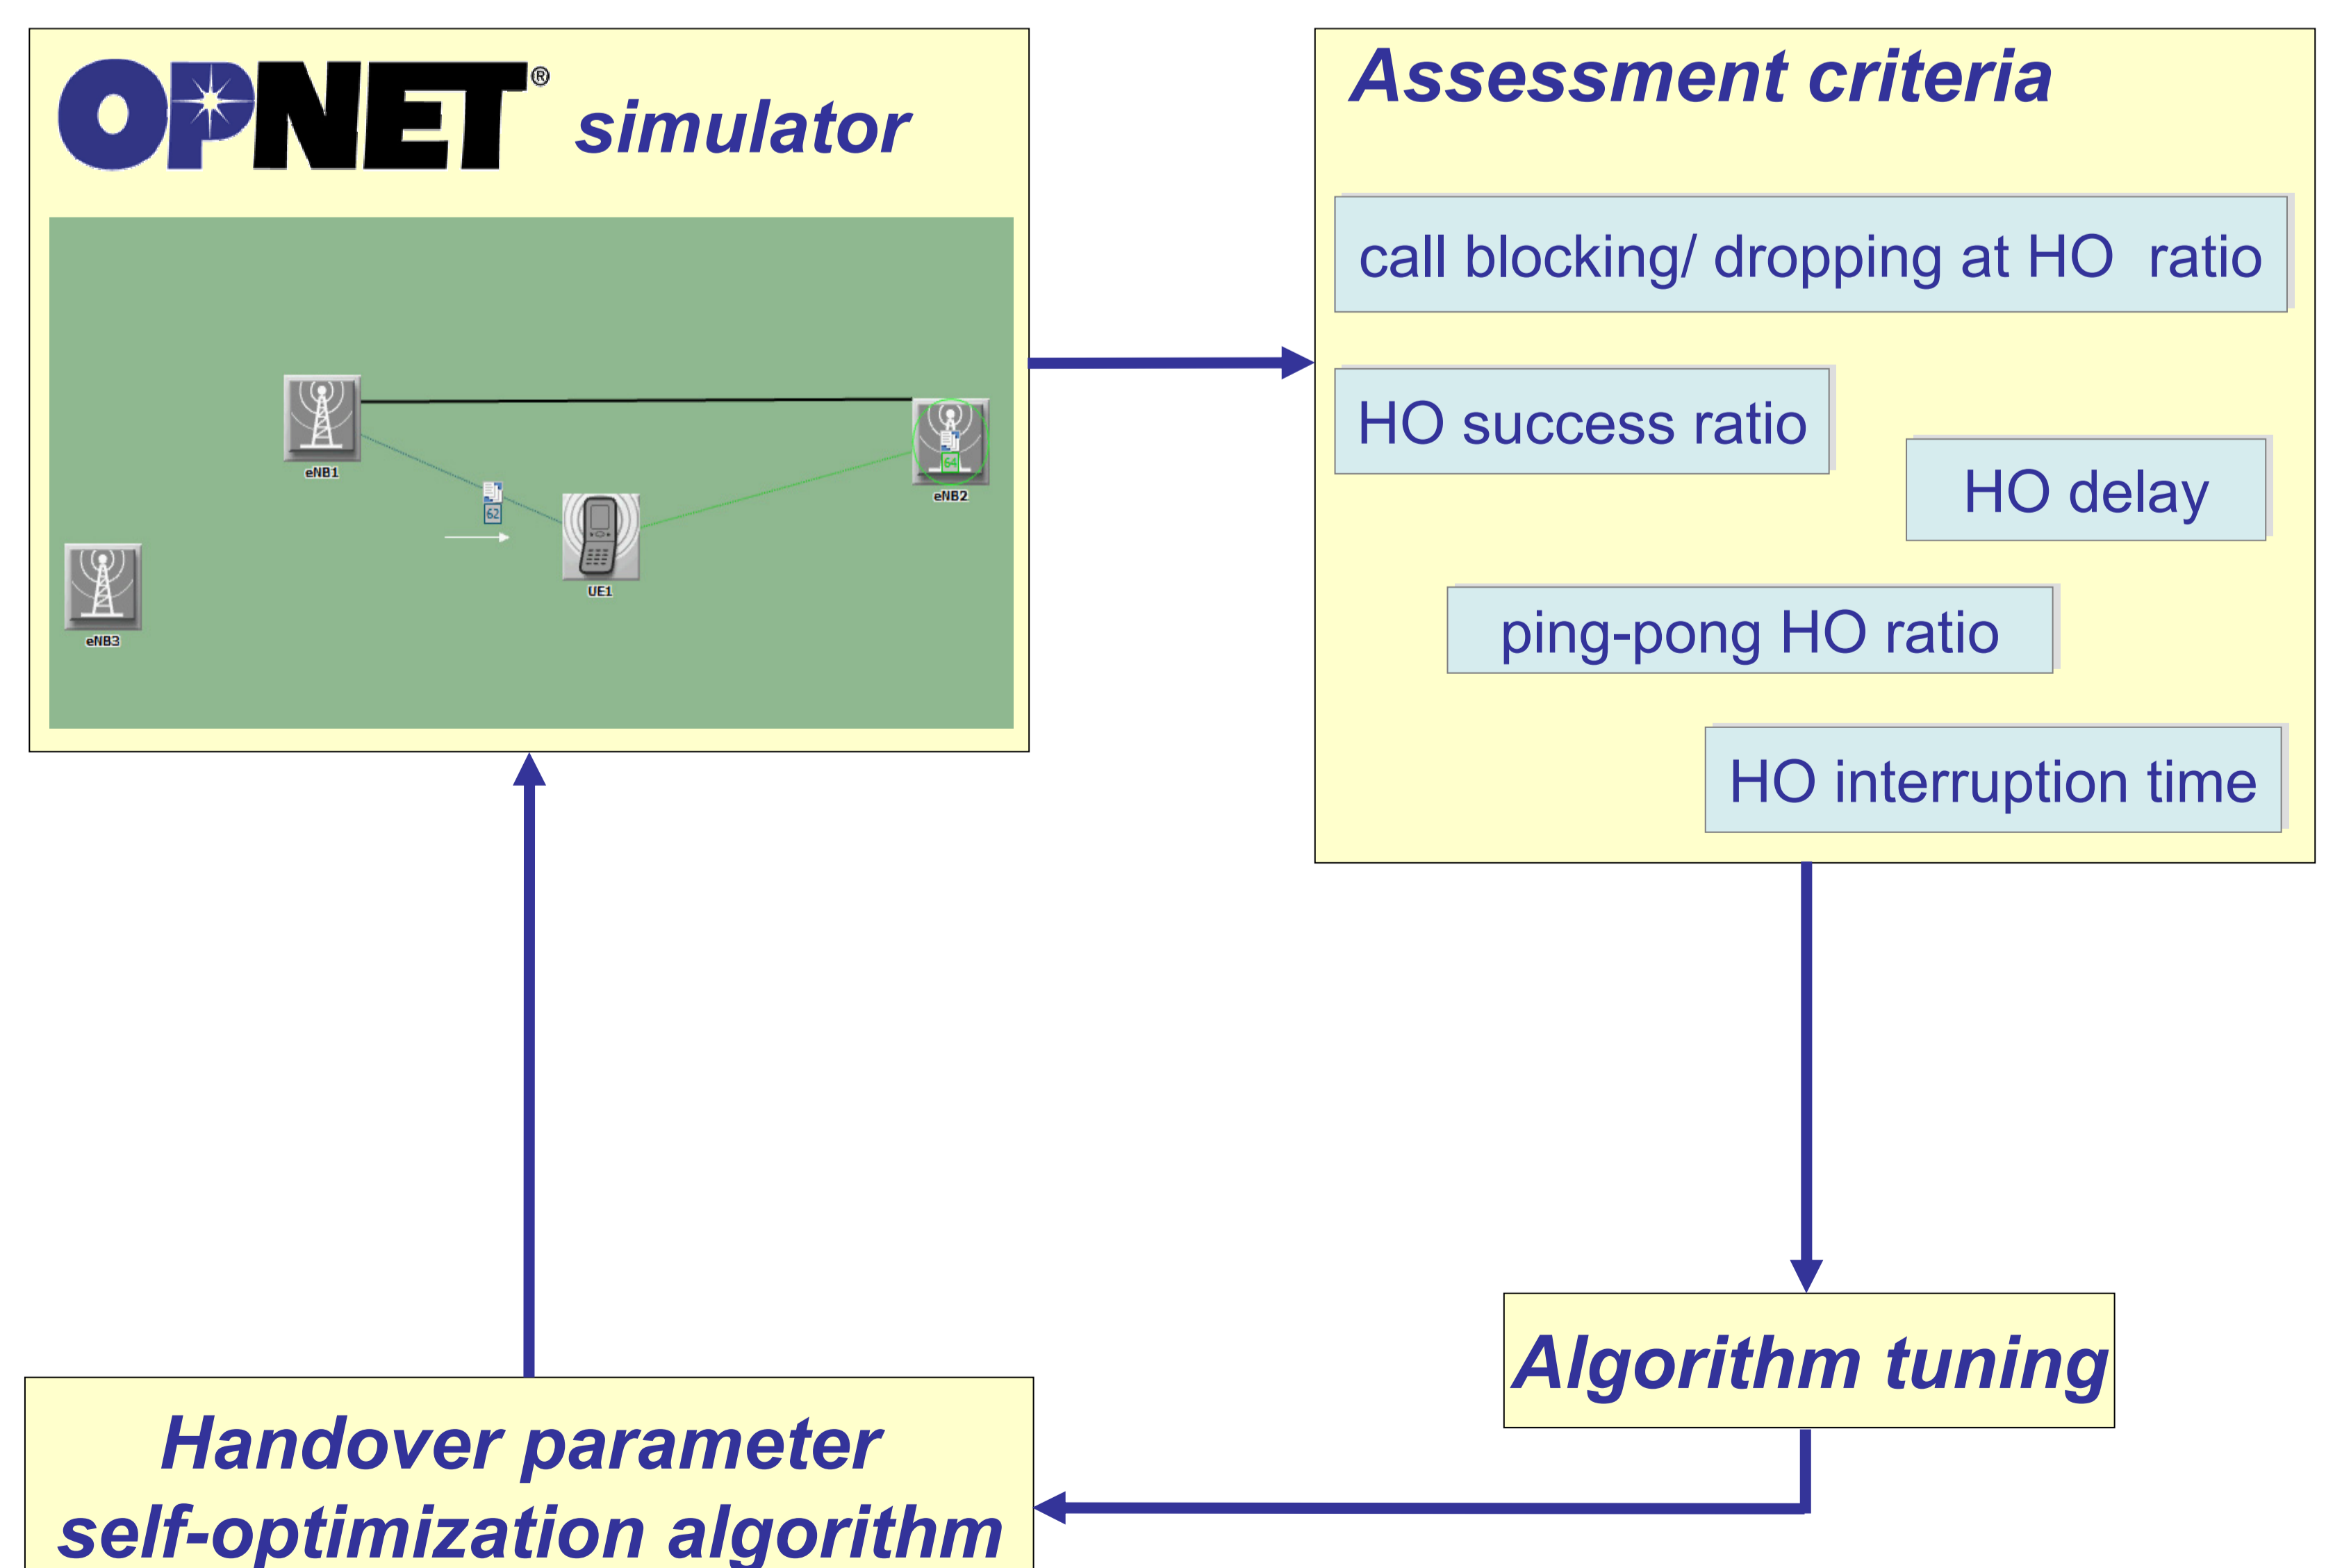 OPNET® simulator
eNB1
62
64
eNB2
UE1
eNB3
Assessment criteria
call blocking/ dropping at HO ratio
HO success ratio
HO delay
ping-pong HO ratio
HO interruption time
Algorithm tuning
Handover parameter
self-optimization algorithm